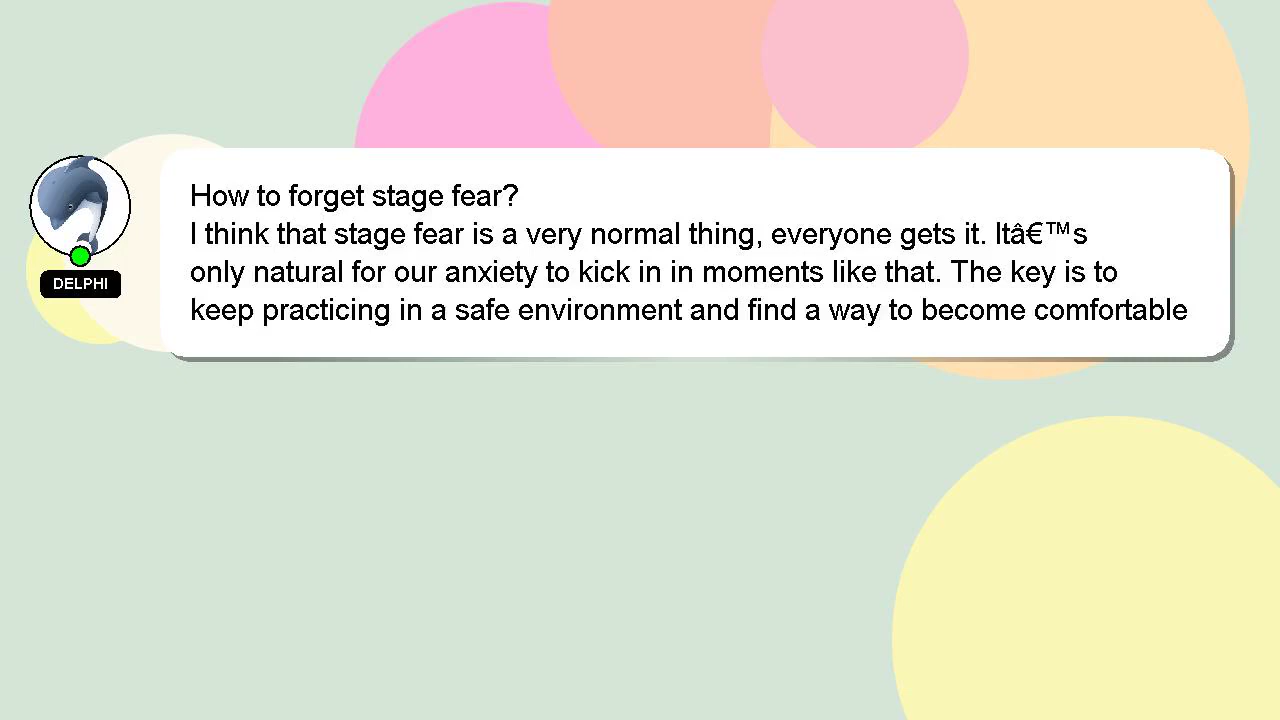 How to forget stage fear?
I think that stage fear is a very normal thing, everyone gets it. Itâ€™s
only natural for our anxiety to kick in in moments like that. The key is to
keep practicing in a safe environment and find a way to become comfortable
DELPHI